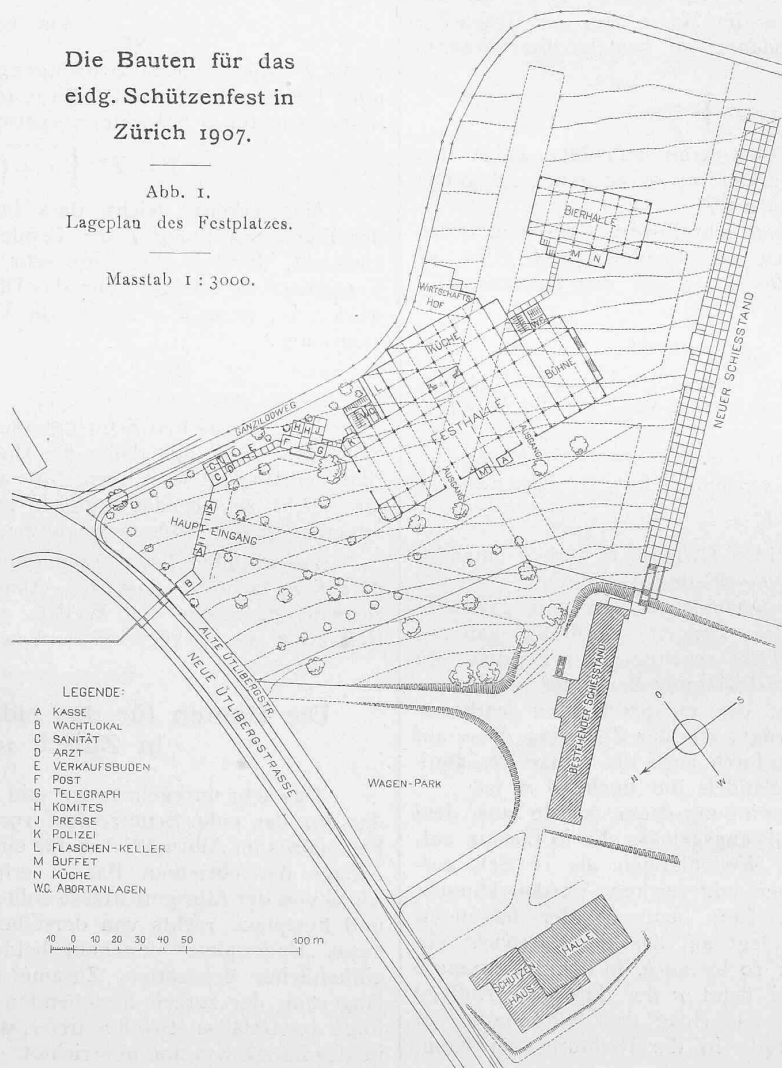 Die Bauten für das
eidg. Schützenfest in
Zürich 1907.
Abb. 1.
Lageplan des Festplatzes.
Masstab 1 : 3000.
BIERHALLE
M N
WIRTSCHAFTS
HOF
KÜCHE
WC
BÜHNE
NEUER SCHIESSTAND
L
WC
K
FESTHALLE
GÄNZILOOWEG
E
H H
F
G
C
C D
A
HAUPT-EINGANG
A
B
AUSGANG
AUSGANG
M A
ALTE ÜTLIBERGSTR.
NEUE ÜTLIBERGSTRASSE
BESTEHENDER SCHIESSTAND
O
S
N
W
WAGEN-PARK
HALLE
SCHÜTZEN
HAUS
LEGENDE:
A KASSE
B WACHTLOKAL
C SANITÄT
D ARZT
E VERKAUFSBUDEN
F POST
G TELEGRAPH
H KOMITES
J PRESSE
K POLIZEI
L FLASCHEN-KELLER
M BUFFET
N KÜCHE
W.C. ABORTANLAGEN
10 0 10 20 30 40 50 100 m